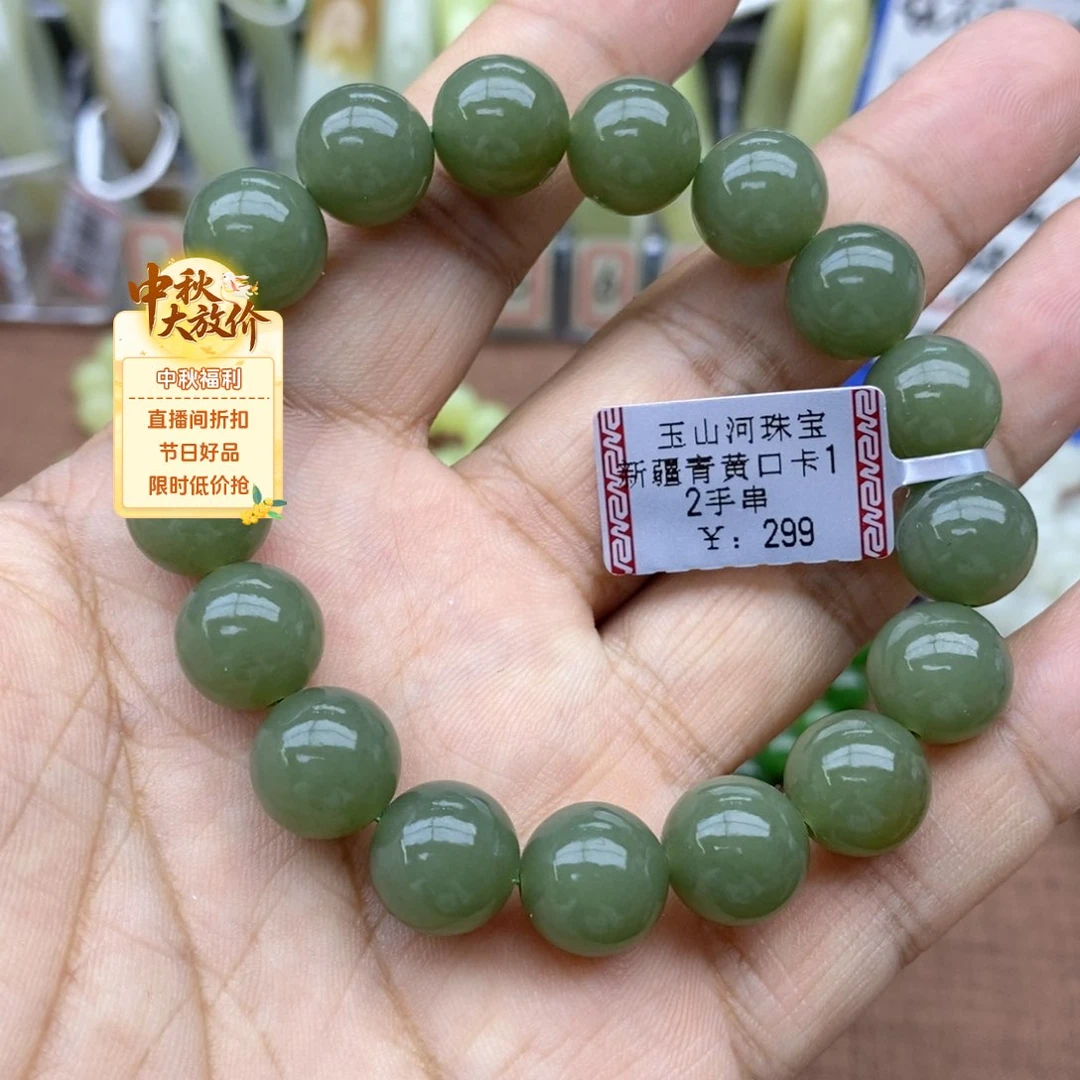 中秋
大放价
中秋福利
直播间折扣
节日好品
限时低价抢
玉山河珠宝
新疆青黄口卡1
2手串
￥：299